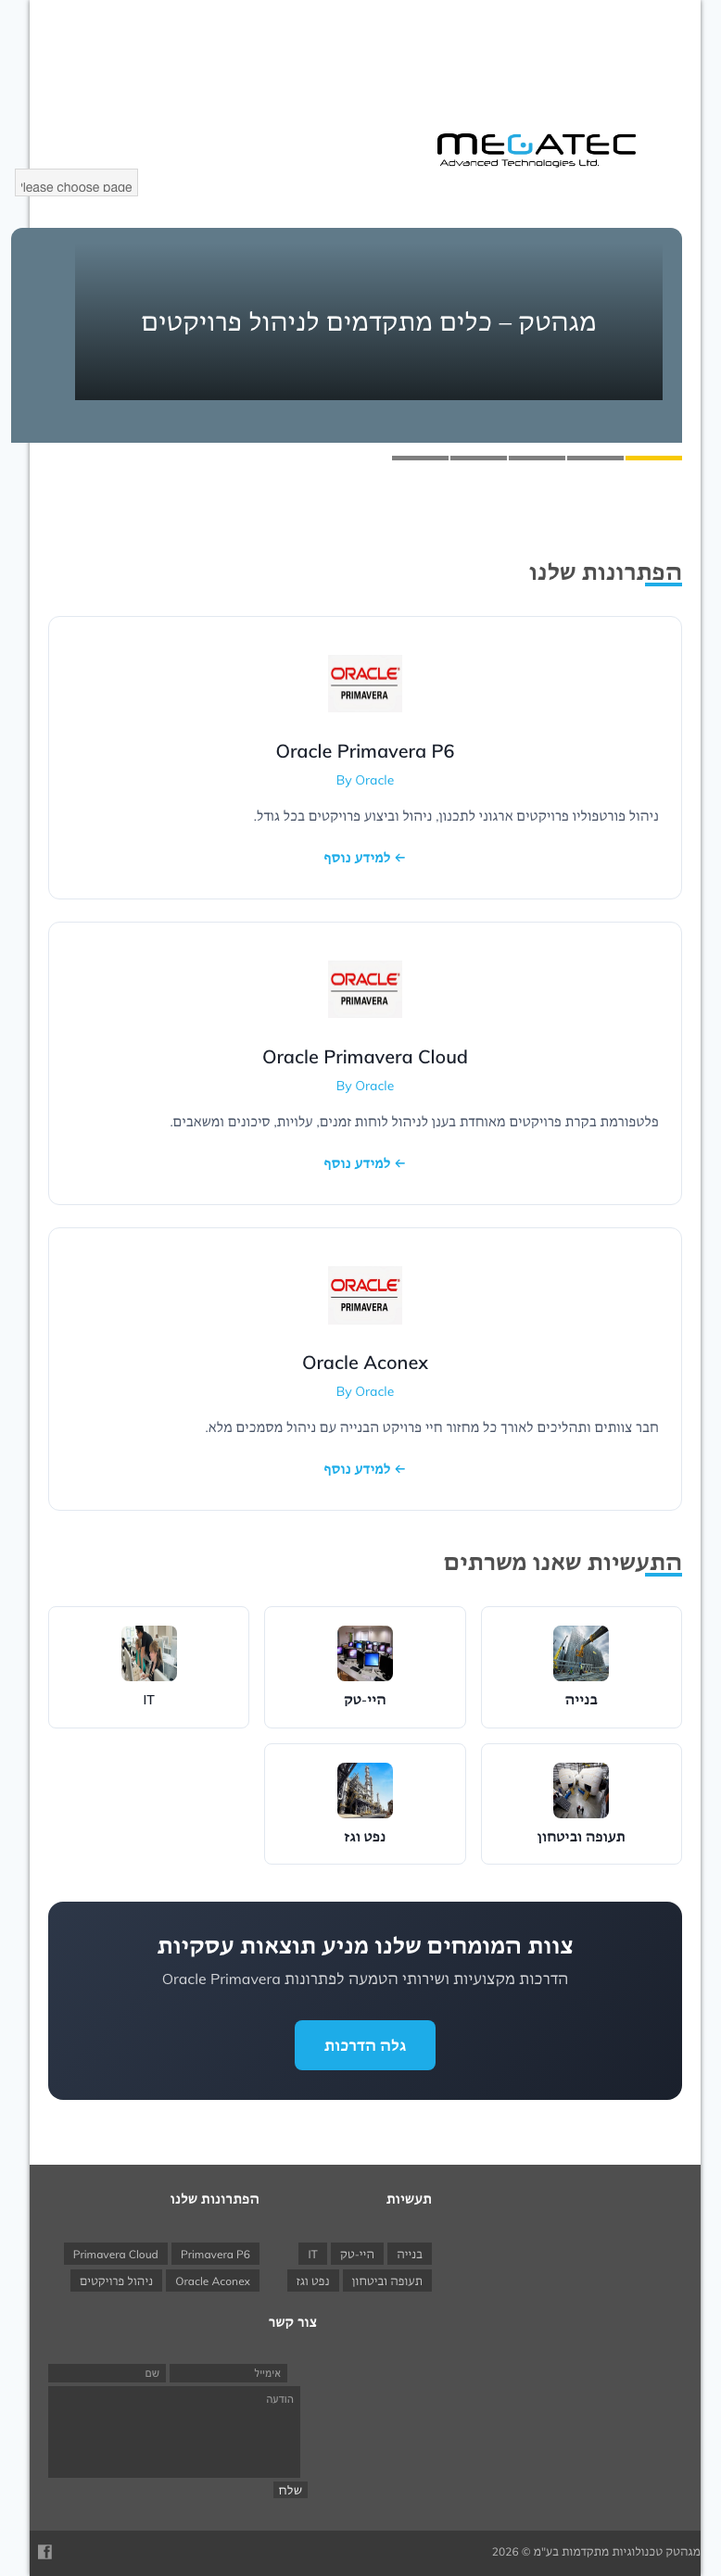 MEGATEC
Advanced Technologies Ltd.
lease choose page
מגהטק – כלים מתקדמים לניהול פרויקטים
הפתרונות שלנו
ORACLE
PRIMAVERA
Oracle Primavera P6
By Oracle
ניהול פורטפוליו פרויקטים ארגוני לתכנון, ניהול וביצוע פרויקטים בכל גודל.
למידע נוסף ←
ORACLE
PRIMAVERA
Oracle Primavera Cloud
By Oracle
פלטפורמת בקרת פרויקטים מאוחדת בענן לניהול לוחות זמנים, עלויות, סיכונים ומשאבים.
למידע נוסף ←
ORACLE
PRIMAVERA
Oracle Aconex
By Oracle
חבר צוותים ותהליכים לאורך כל מחזור חיי פרויקט הבנייה עם ניהול מסמכים מלא.
למידע נוסף ←
התעשיות שאנו משרתים
בנייה
היי-טק
IT
תעופה וביטחון
נפט וגז
צוות המומחים שלנו מניע תוצאות עסקיות
הדרכות מקצועיות ושירותי הטמעה לפתרונות Oracle Primavera
גלה הדרכות
תעשיות
בנייה
היי-טק
IT
תעופה וביטחון
נפט וגז
הפתרונות שלנו
Primavera P6
Primavera Cloud
Oracle Aconex
ניהול פרויקטים
צור קשר
אימייל
שם
הודעה
שלח
מגהטק טכנולוגיות מתקדמות בע"מ © 2026